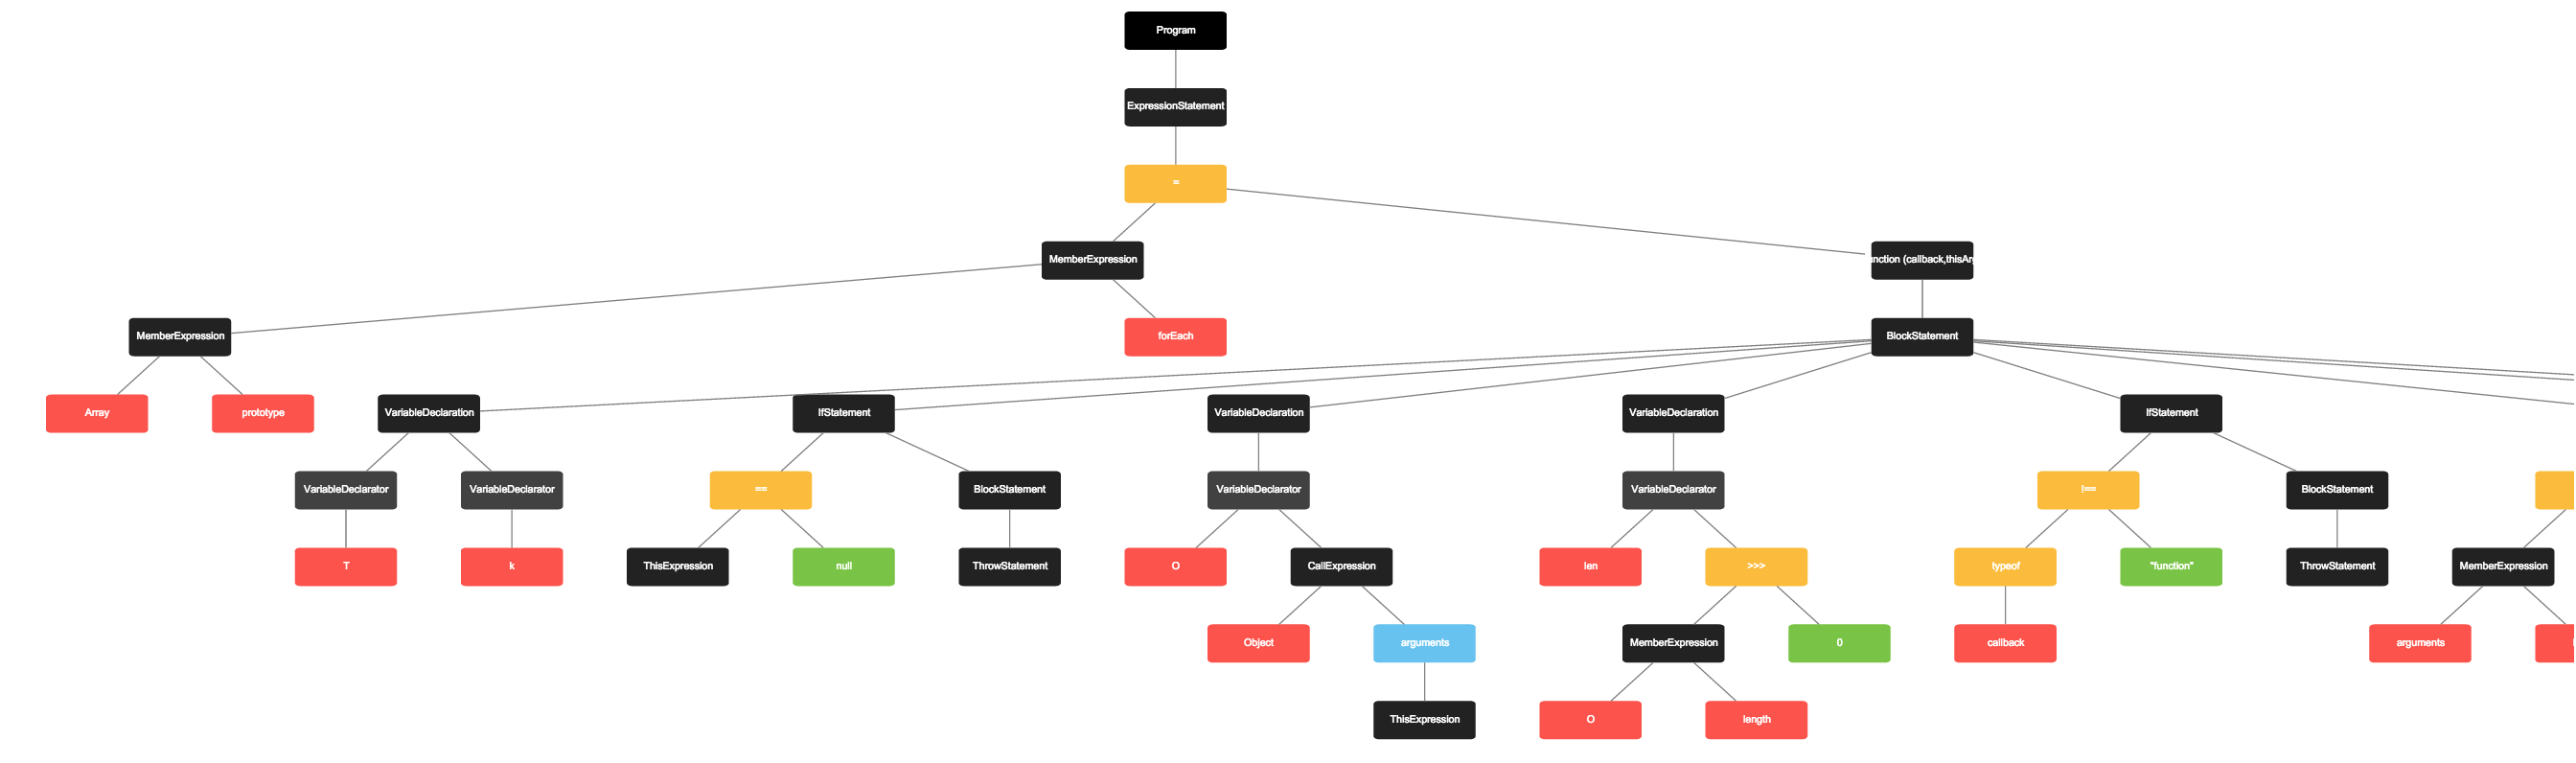 Program
ExpressionStatement
=
MemberExpression
nction (callback,thisAr
MemberExpression
forEach
BlockStatement
Array
prototype
VariableDeclaration
IfStatement
VariableDeclaration
VariableDeclaration
IfStatement
VariableDeclarator
VariableDeclarator
==
BlockStatement
VariableDeclarator
VariableDeclarator
!==
BlockStatement
T
k
ThisExpression
null
ThrowStatement
O
CallExpression
len
>>>
typeof
"function"
ThrowStatement
MemberExpression
Object
arguments
MemberExpression
0
callback
arguments
ThisExpression
O
length